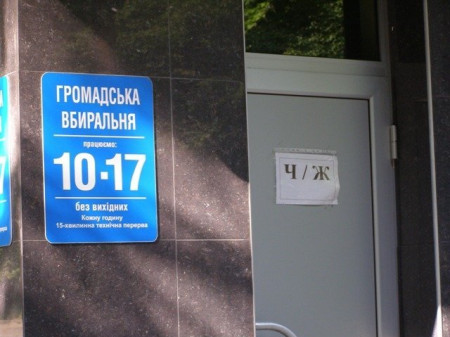 ГРОМАДСЬКА
ВБИРАЛЬНЯ
працюємо:
10-17
без вихідних
Кожну годину
15-хвилинна технічна перерва
Ч / Ж